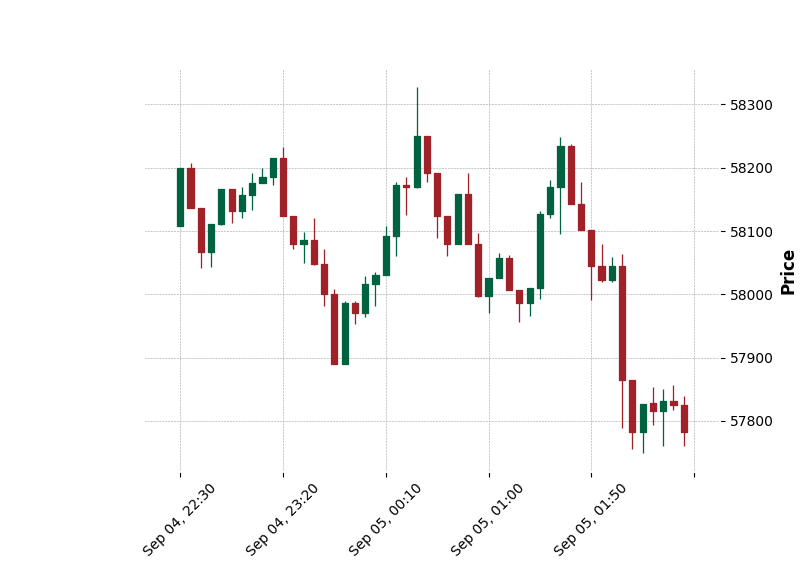 58300
58200
58100
58000
57900
57800
Price
Sep 04, 22:30
Sep 04, 23:20
Sep 05, 00:10
Sep 05, 01:00
Sep 05, 01:50